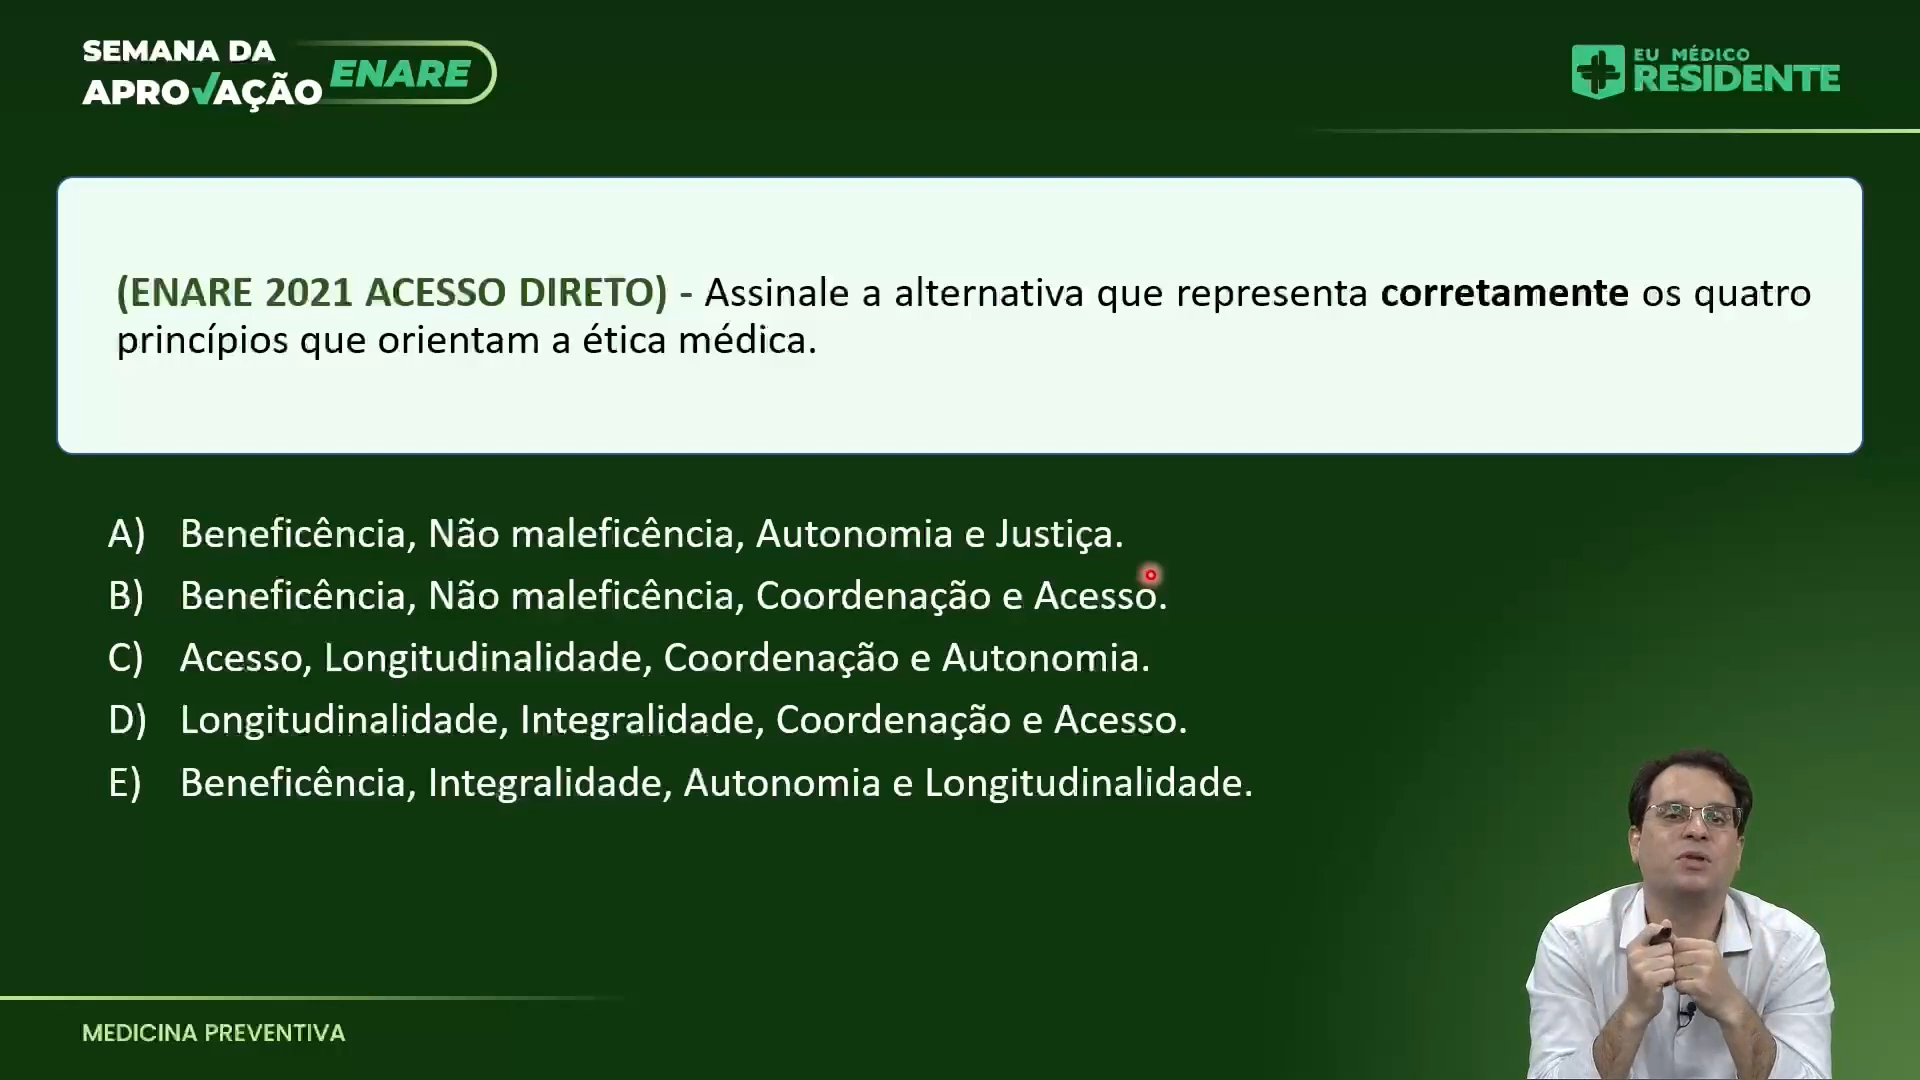 SEMANA DA
APROVAÇÃO ENARE
EU MÉDICO
RESIDENTE
(ENARE 2021 ACESSO DIRETO) - Assinale a alternativa que representa corretamente os quatro
princípios que orientam a ética médica.
A) Beneficência, Não maleficência, Autonomia e Justiça.
B) Beneficência, Não maleficência, Coordenação e Acesso.
C) Acesso, Longitudinalidade, Coordenação e Autonomia.
D) Longitudinalidade, Integralidade, Coordenação e Acesso.
E) Beneficência, Integralidade, Autonomia e Longitudinalidade.
MEDICINA PREVENTIVA